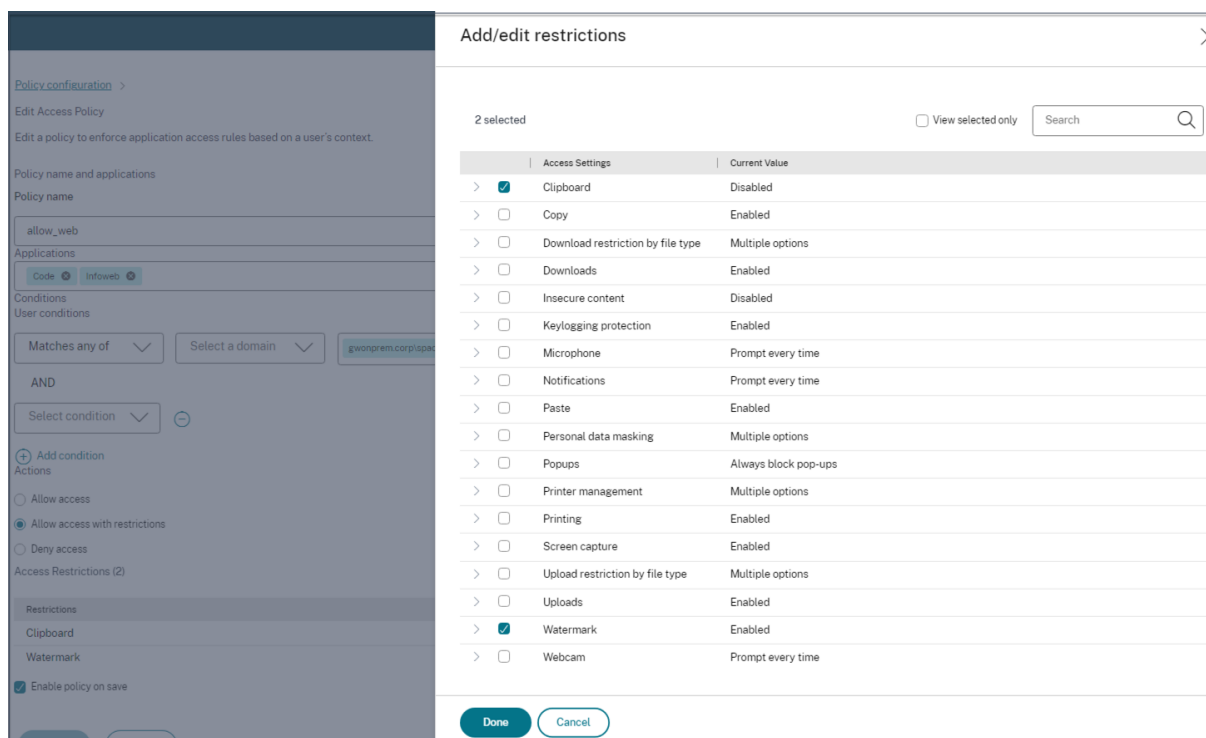 Policy configuration >
Edit Access Policy
Edit a policy to enforce application access rules based on a user's context.
Policy name and applications
Policy name
allow_web
Applications
Code Infoweb
Conditions
User conditions
Matches any of Select a domain gwonprem.corp\spac
AND
Select condition
Add condition
Actions
Allow access
Allow access with restrictions
Deny access
Access Restrictions (2)
Restrictions
Clipboard
Watermark
Enable policy on save
Add/edit restrictions
2 selected View selected only Search
Access Settings Current Value
Clipboard Disabled
Copy Enabled
Download restriction by file type Multiple options
Downloads Enabled
Insecure content Disabled
Keylogging protection Enabled
Microphone Prompt every time
Notifications Prompt every time
Paste Enabled
Personal data masking Multiple options
Popups Always block pop-ups
Printer management Multiple options
Printing Enabled
Screen capture Enabled
Upload restriction by file type Multiple options
Uploads Enabled
Watermark Enabled
Webcam Prompt every time
Done Cancel